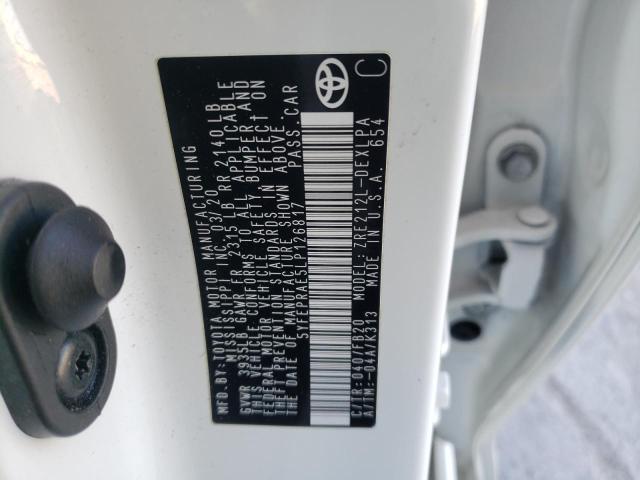 MFD.BY: TOYOTA MOTOR MANUFACTURING
MISSISSIPPI INC. 03/20
GVWR 3935LB GAWR FR 2315 LB RR 2140 LB
THIS VEHICLE CONFORMS TO ALL APPLICABLE
FEDERAL MOTOR VEHICLE SAFETY, BUMPER,AND
THEFT PREVENTION STANDARDS IN EFFECT ON
THE DATE OF MANUFACTURE SHOWN ABOVE.
5YFEPRAE5LP126817 PASS.CAR
C/TR:040/FB20 MODEL:ZRE212L-DEXLPA
A/TM:-04A/K313 MADE IN U.S.A. 654
C